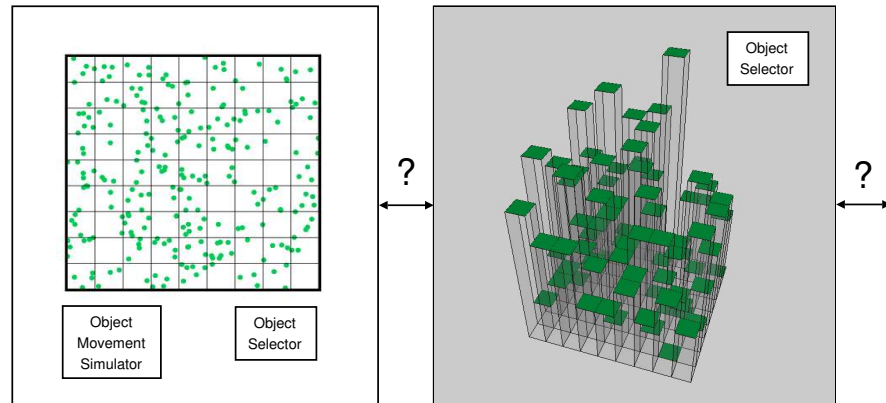 Object
Movement
Simulator
Object
Selector
?
Object
Selector
?